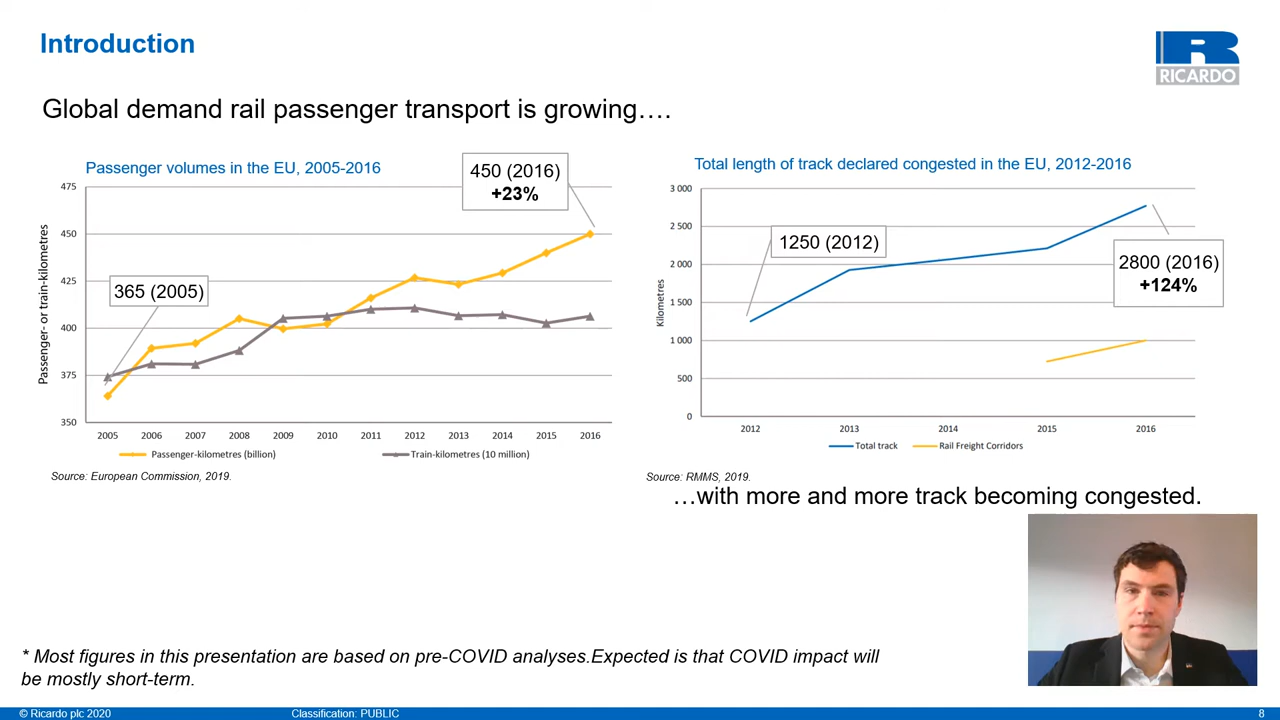 Introduction
RICARDO
Global demand rail passenger transport is growing….
Passenger volumes in the EU, 2005-2016
450 (2016)
+23%
365 (2005)
475
450
425
400
375
350
Passenger- or train-kilometres
2005 2006 2007 2008 2009 2010 2011 2012 2013 2014 2015 2016
Passenger-kilometres (billion) Train-kilometres (10 million)
Source: European Commission, 2019.
Total length of track declared congested in the EU, 2012-2016
1250 (2012)
2800 (2016)
+124%
3 000
2 500
2 000
1 500
1 000
500
0
Kilometres
2012 2013 2014 2015 2016
Total track Rail Freight Corridors
Source: RMMS, 2019.
…with more and more track becoming congested.
* Most figures in this presentation are based on pre-COVID analyses.Expected is that COVID impact will
be mostly short-term.
© Ricardo plc 2020 Classification: PUBLIC 8